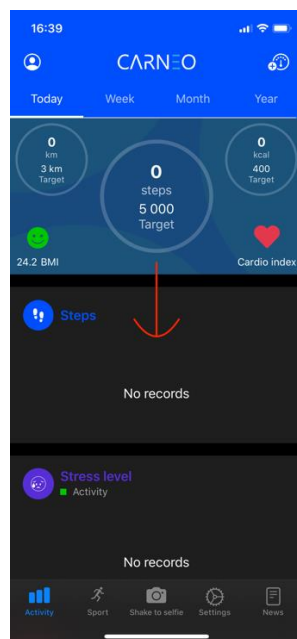 16:39
CARNEO
Today Week Month Year
0
km
3 km
Target
0
steps
5 000
Target
0
kcal
400
Target
24.2 BMI
Cardio index
Steps
No records
Stress level
Activity
No records
Activity Sport Shake to selfie Settings News